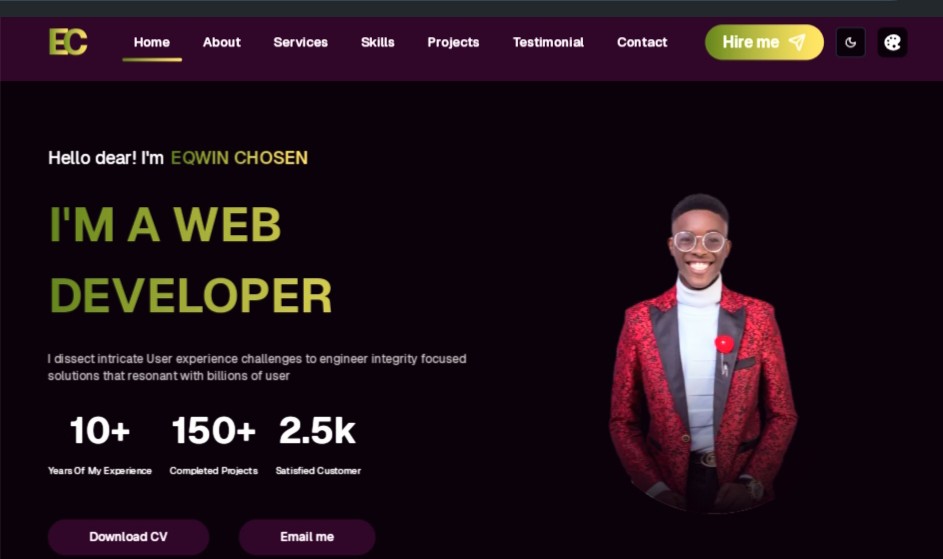 EC Home About Services Skills Projects Testimonial Contact Hire me
Hello dear! I'm EQWIN CHOSEN
I'M A WEB
DEVELOPER
I dissect intricate User experience challenges to engineer integrity focused
solutions that resonant with billions of user
10+ 150+ 2.5k
Years Of My Experience Completed Projects Satisfied Customer
Download CV Email me